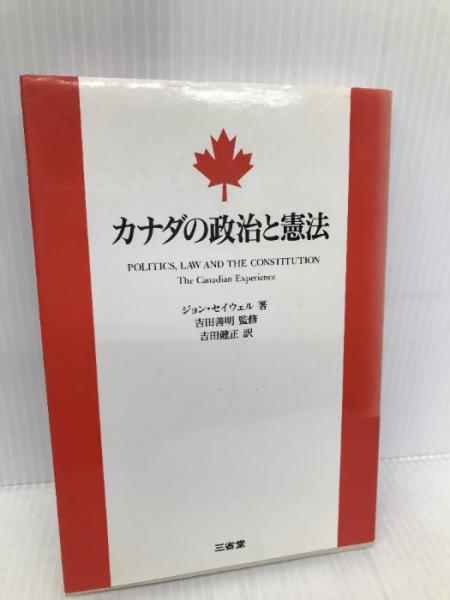 カナダの政治と憲法
POLITICS, LAW AND THE CONSTITUTION
The Canadian Experience
ジョン・セイウェル 著
吉田善明 監修
吉田健正 訳
三省堂